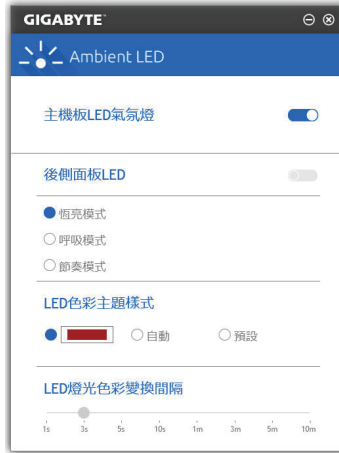 GIGABYTE™
Ambient LED
主機板LED氣氛燈
後側面板LED
恆亮模式
呼吸模式
節奏模式
LED色彩主題樣式
自動 預設
LED燈光色彩變換間隔
1s 3s 5s 10s 1m 3m 5m 10m